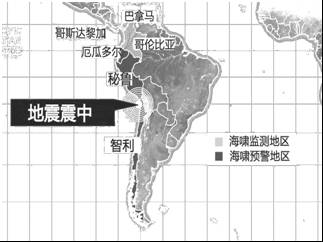 巴拿马
哥斯达黎加
哥伦比亚
厄瓜多尔
秘鲁
地震震中
智利
海啸监测地区
海啸预警地区